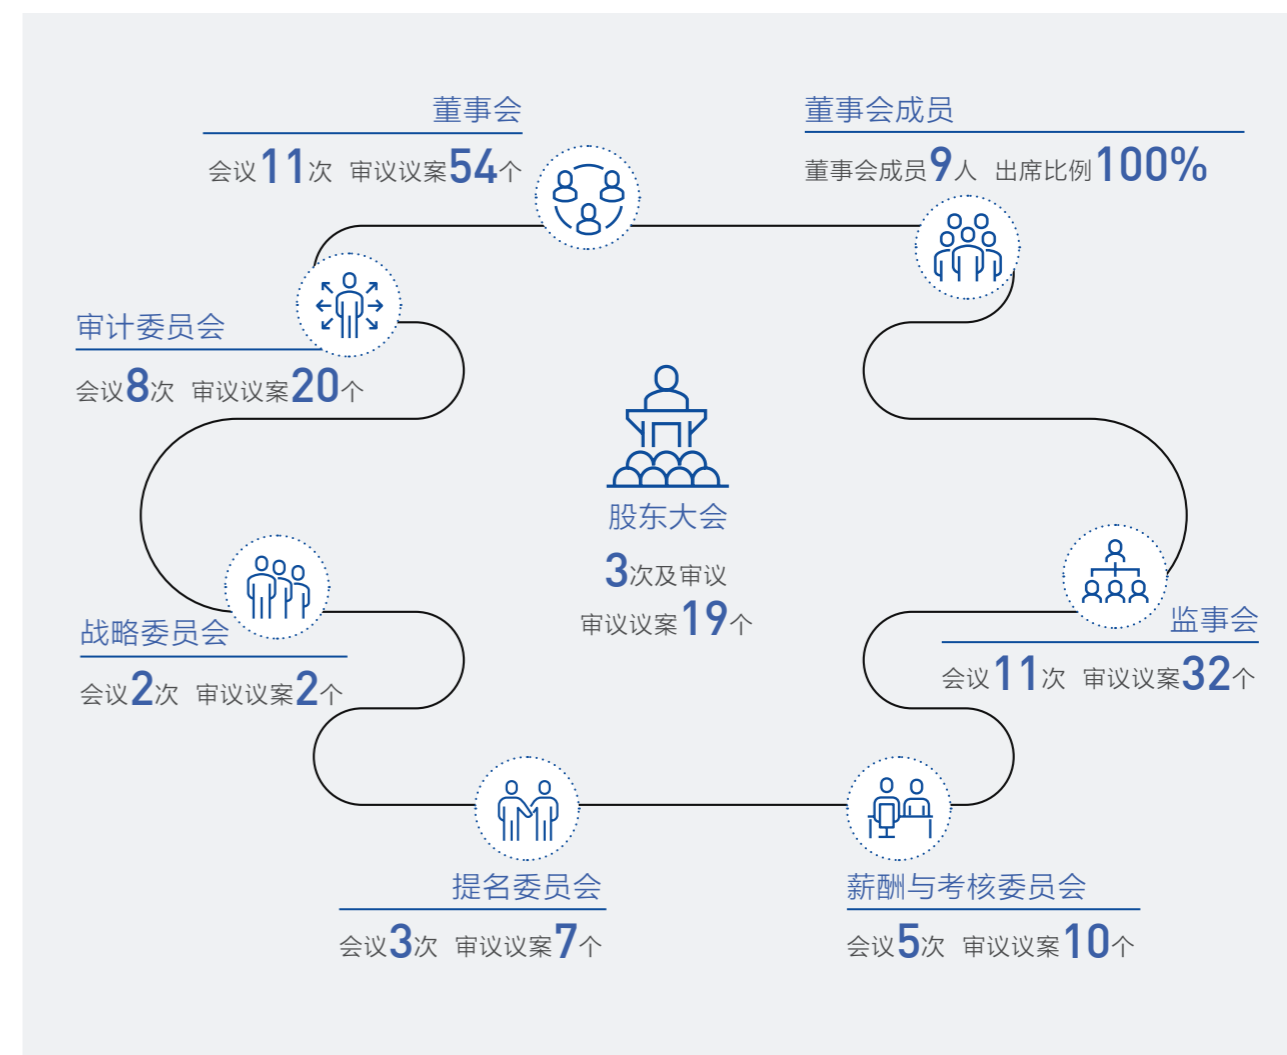 董事会
会议11次 审议议案54个
董事会成员
董事会成员9人 出席比例100%
审计委员会
会议8次 审议议案20个
股东大会
3次及审议
审议议案19个
战略委员会
会议2次 审议议案2个
监事会
会议11次 审议议案32个
提名委员会
会议3次 审议议案7个
薪酬与考核委员会
会议5次 审议议案10个